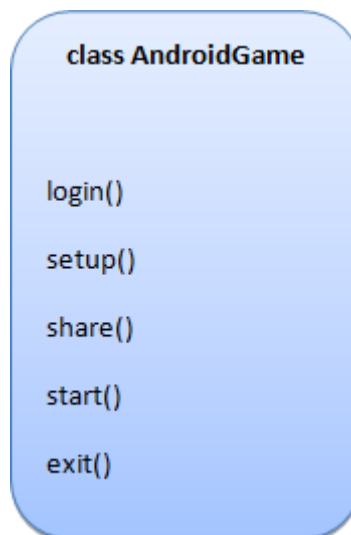 class AndroidGame
login()
setup()
share()
start()
exit()